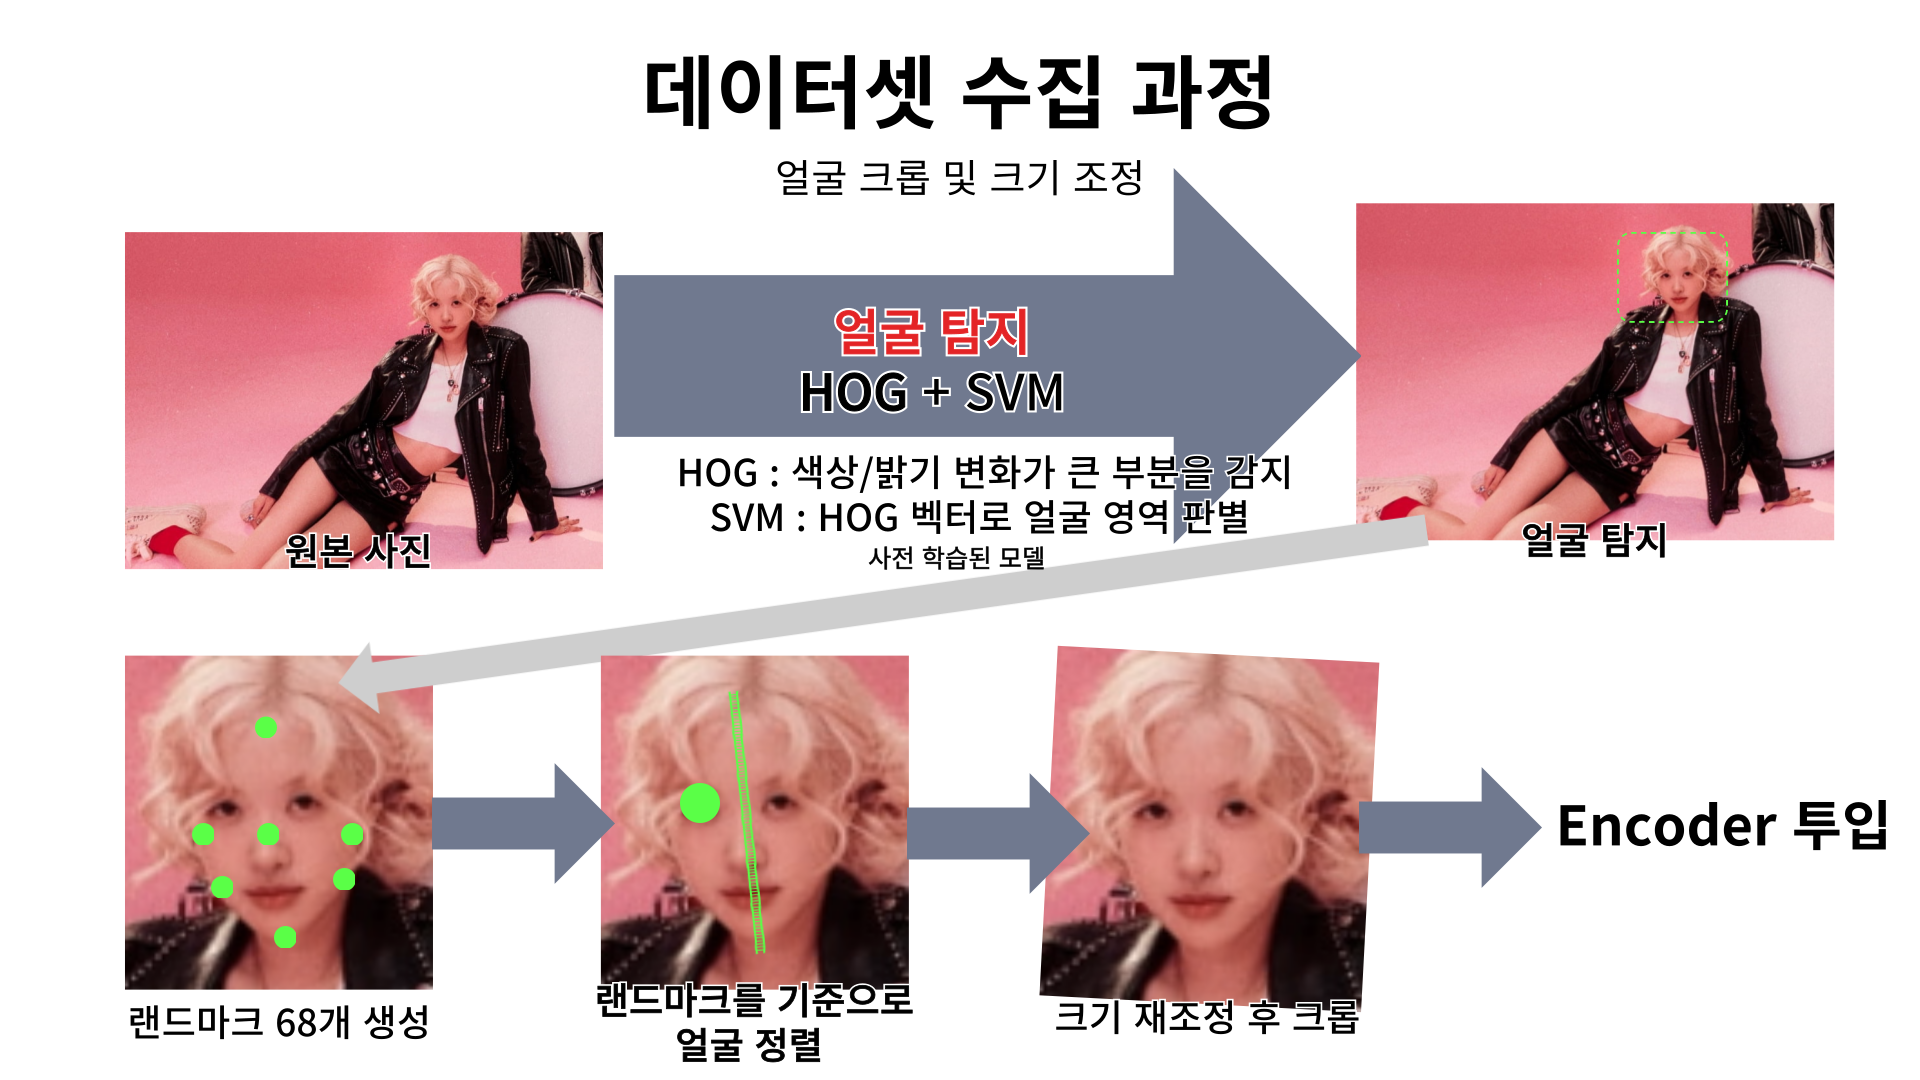 데이터셋 수집 과정
얼굴 크롭 및 크기 조정
얼굴 탐지
HOG + SVM
HOG : 색상/밝기 변화가 큰 부분을 감지
SVM : HOG 벡터로 얼굴 영역 판별
사전 학습된 모델
원본 사진
얼굴 탐지
랜드마크 68개 생성
랜드마크를 기준으로
얼굴 정렬
크기 재조정 후 크롭
Encoder 투입